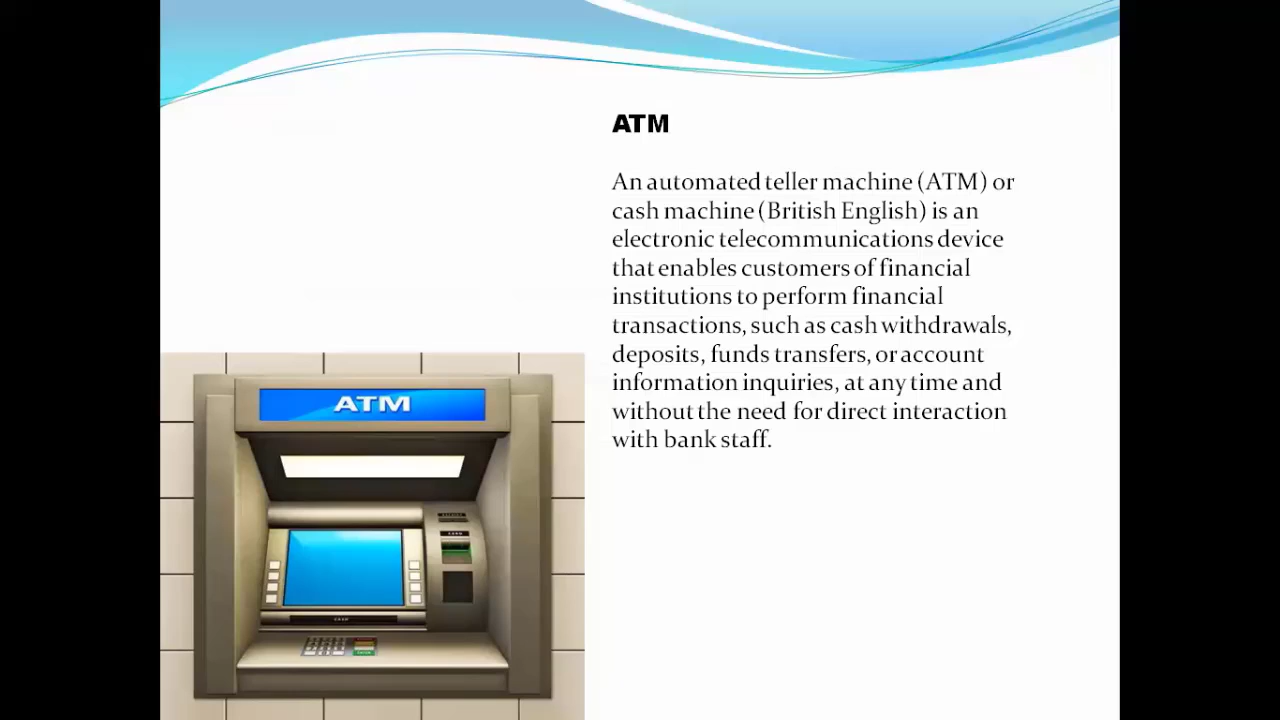 ATM
An automated teller machine (ATM) or
cash machine (British English) is an
electronic telecommunications device
that enables customers of financial
institutions to perform financial
transactions, such as cash withdrawals,
deposits, funds transfers, or account
information inquiries, at any time and
without the need for direct interaction
with bank staff.
ATM
CASH